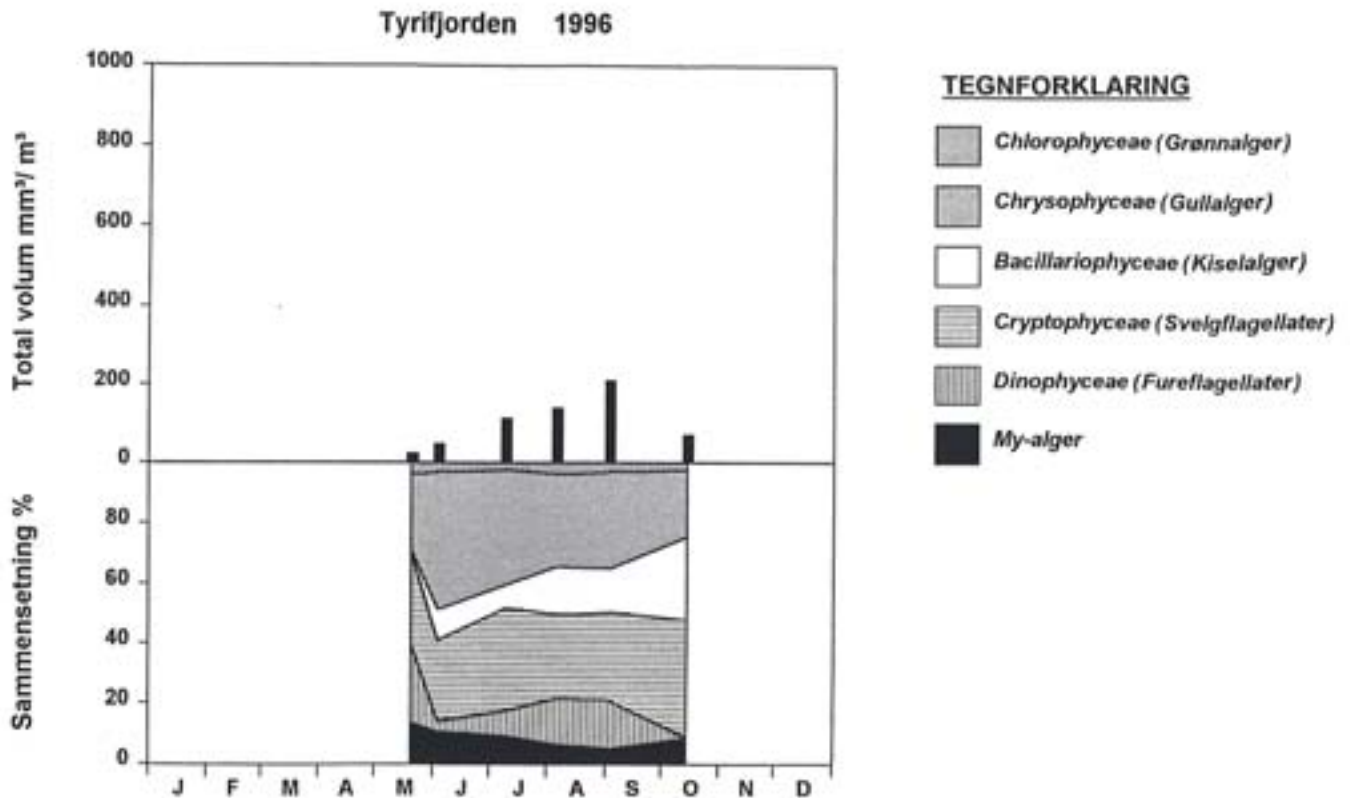 Tyrifjorden 1996
Total volum mm³/ m³
1000
800
600
400
200
0
Sammensetning %
80
60
40
20
0
J F M A M J J A S O N D
TEGNFORKLARING
Chlorophyceae (Grønnalger)
Chrysophyceae (Gullalger)
Bacillariophyceae (Kiselalger)
Cryptophyceae (Svelgflagellater)
Dinophyceae (Fureflagellater)
My-alger